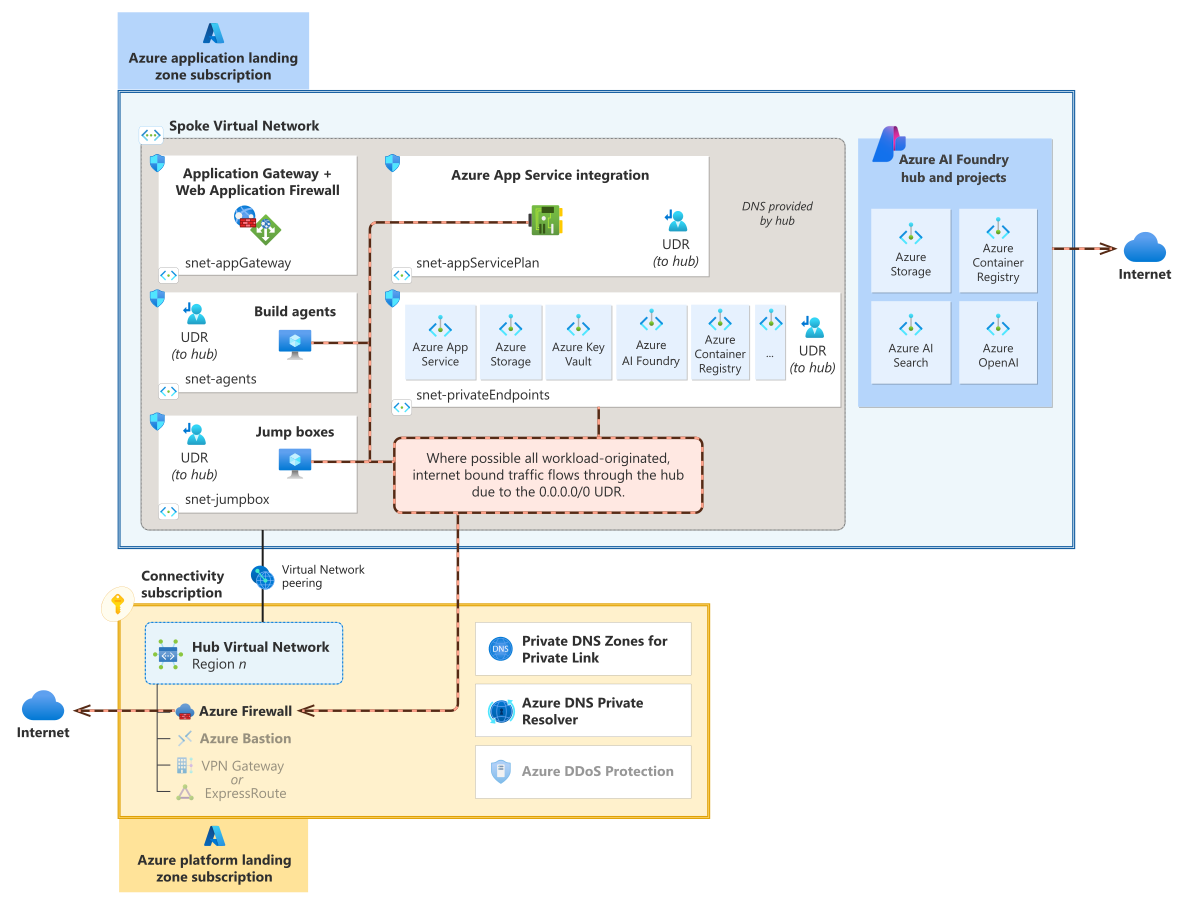 Azure application landing
zone subscription
Spoke Virtual Network
Application Gateway +
Web Application Firewall
snet-appGateway
Azure App Service integration
UDR
(to hub)
snet-appServicePlan
DNS provided
by hub
Azure AI Foundry
hub and projects
Azure
Storage
Azure
Container
Registry
Azure AI
Search
Azure
OpenAI
Internet
Build agents
UDR
(to hub)
snet-agents
Azure App
Service
Azure
Storage
Azure Key
Vault
Azure
AI Foundry
Azure
Container
Registry
...
UDR
(to hub)
snet-privateEndpoints
Jump boxes
UDR
(to hub)
snet-jumpbox
Where possible all workload-originated,
internet bound traffic flows through the hub
due to the 0.0.0.0/0 UDR.
Virtual Network
peering
Connectivity
subscription
Hub Virtual Network
Region n
Azure Firewall
Azure Bastion
VPN Gateway
or
ExpressRoute
Internet
Private DNS Zones for
Private Link
DNS
Azure DNS Private
Resolver
Azure DDoS Protection
Azure platform landing
zone subscription